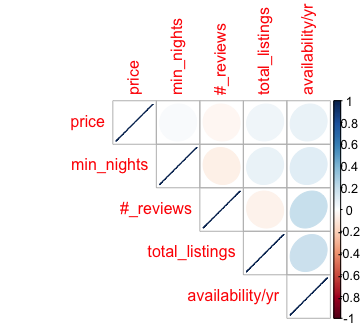 price
min_nights
#_reviews
total_listings
availability/yr
price
min_nights
#_reviews
total_listings
availability/yr
1
0.8
0.6
0.4
0.2
0
-0.2
-0.4
-0.6
-0.8
-1